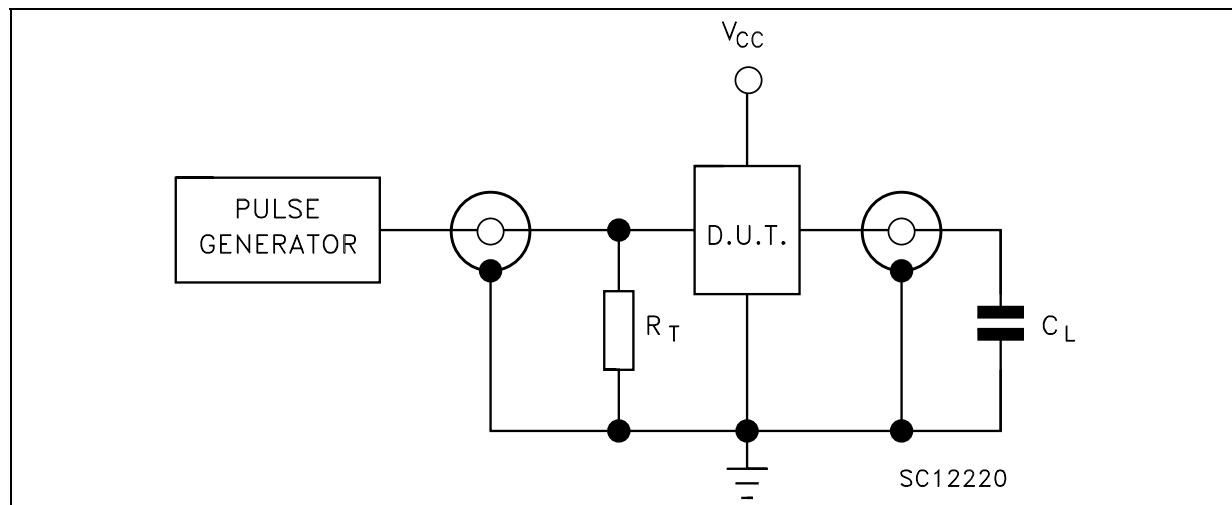 VCC
PULSE
GENERATOR
D.U.T.
RT
CL
SC12220